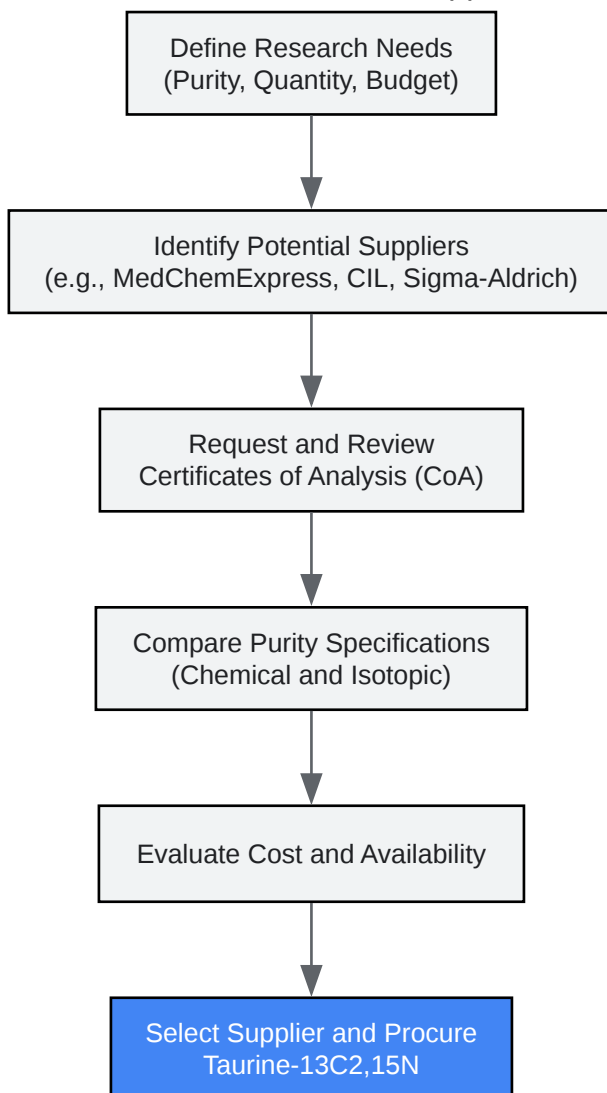 Define Research Needs
(Purity, Quantity, Budget)
Identify Potential Suppliers
(e.g., MedChemExpress, CIL, Sigma-Aldrich)
Request and Review
Certificates of Analysis (CoA)
Compare Purity Specifications
(Chemical and Isotopic)
Evaluate Cost and Availability
Select Supplier and Procure
Taurine-13C2,15N